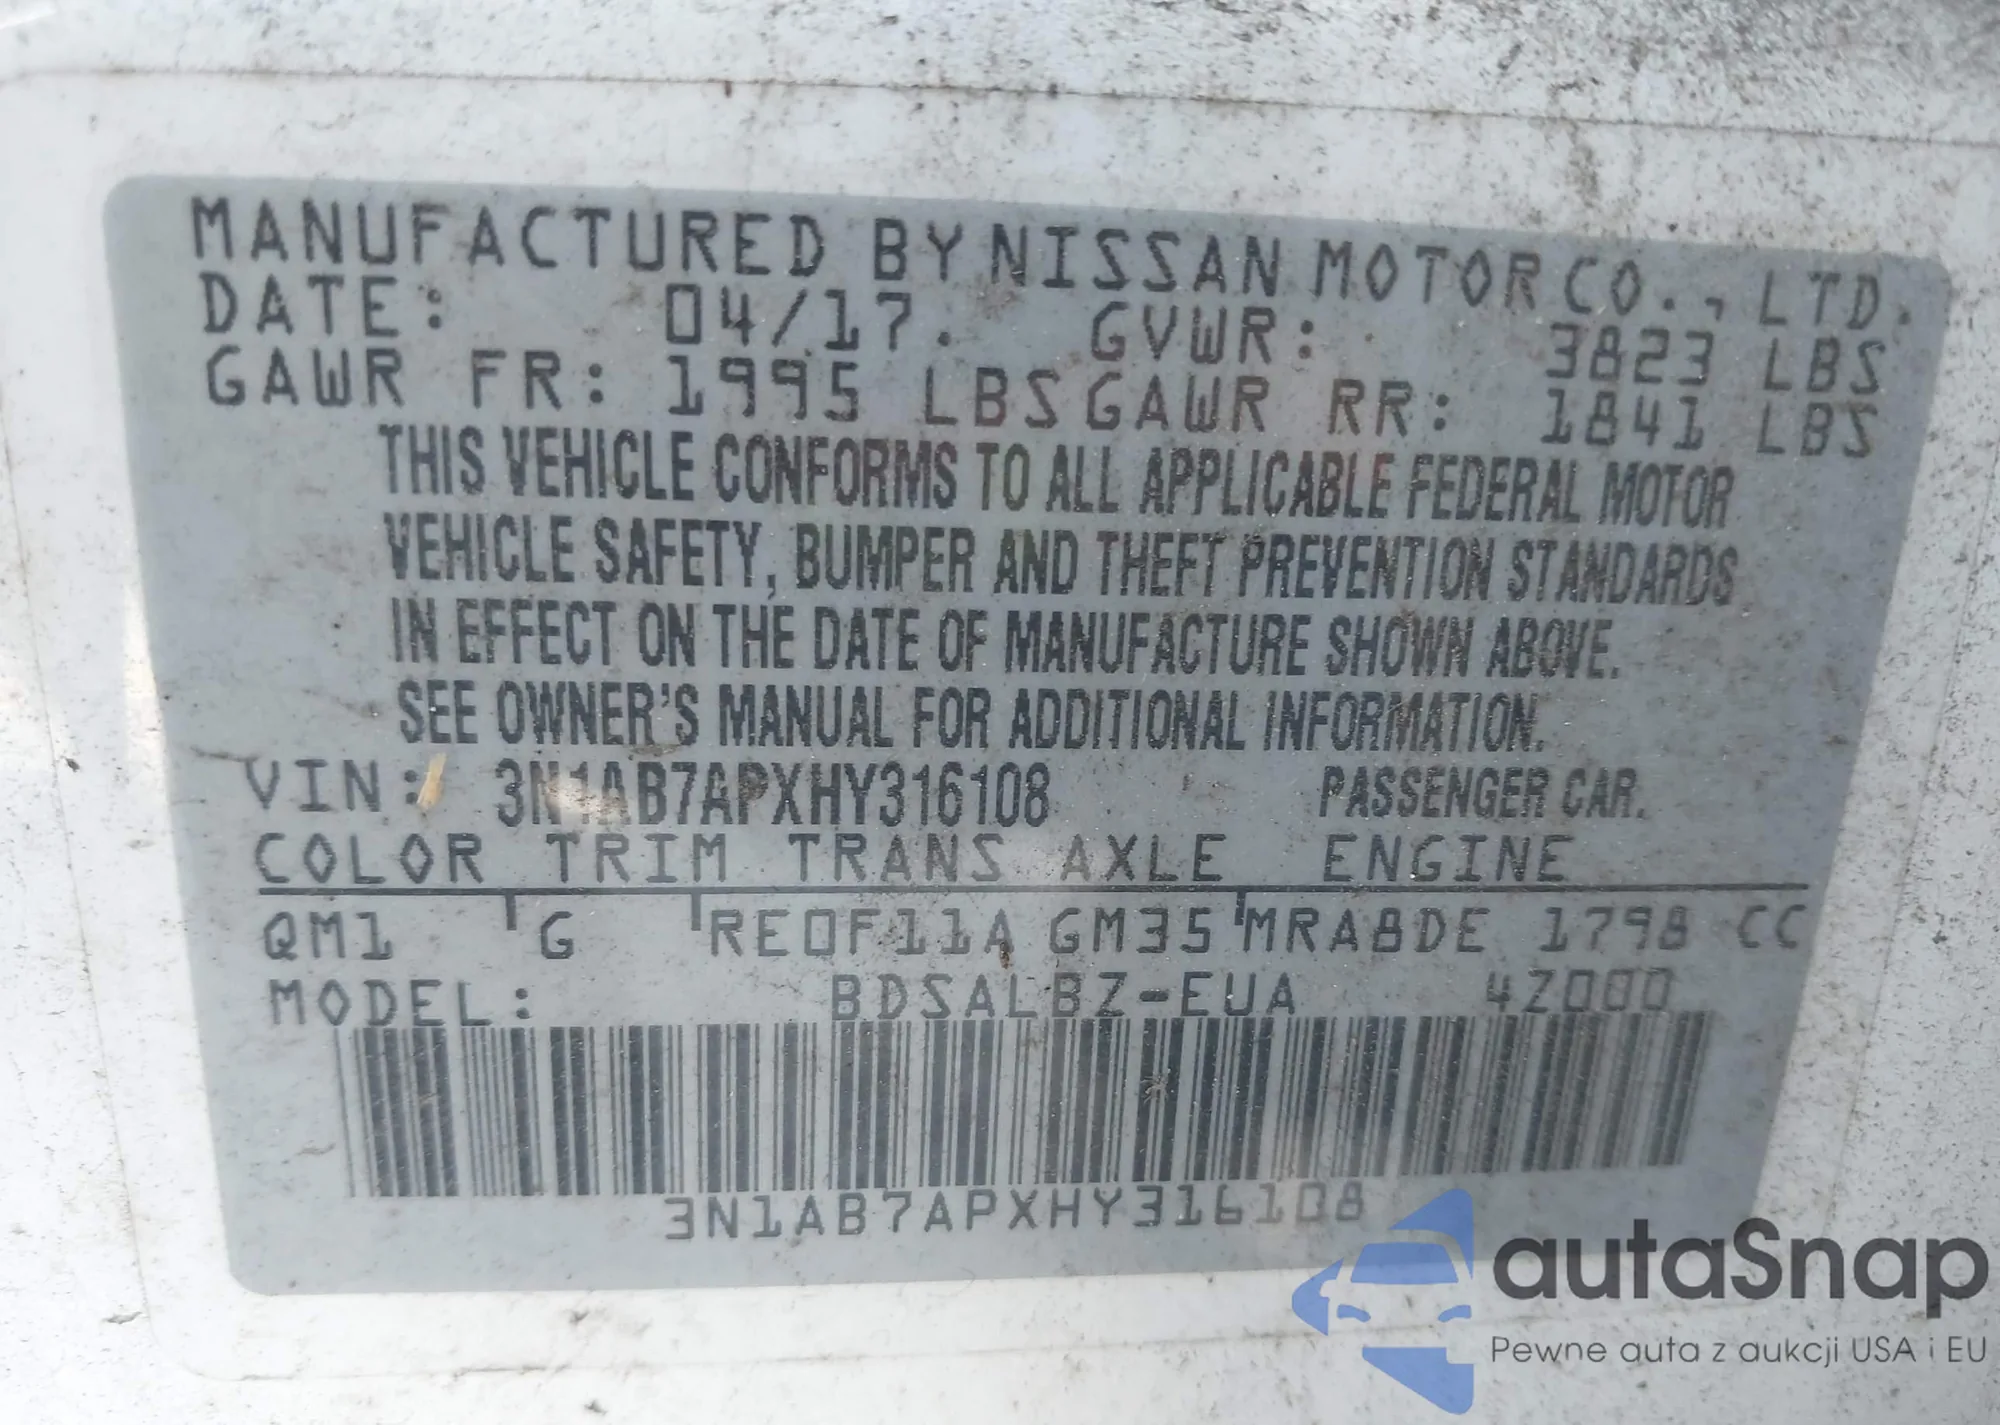 MANUFACTURED BY NISSAN MOTOR CO., LTD.
DATE: 04/17. GVWR: 3823 LBS
GAWR FR: 1995 LBS GAWR RR: 1841 LBS
THIS VEHICLE CONFORMS TO ALL APPLICABLE FEDERAL MOTOR
VEHICLE SAFETY, BUMPER AND THEFT PREVENTION STANDARDS
IN EFFECT ON THE DATE OF MANUFACTURE SHOWN ABOVE.
SEE OWNER'S MANUAL FOR ADDITIONAL INFORMATION.
VIN: 3N1AB7APXHY316108 PASSENGER CAR.
COLOR TRIM TRANS AXLE ENGINE
QM1 G RE0F11A GM35 MRA8DE 1798 CC
MODEL: BDSALBZ-EUA 4Z000
3N1AB7APXHY316108
autaSnap
Pewne auta z aukcji USA i EU